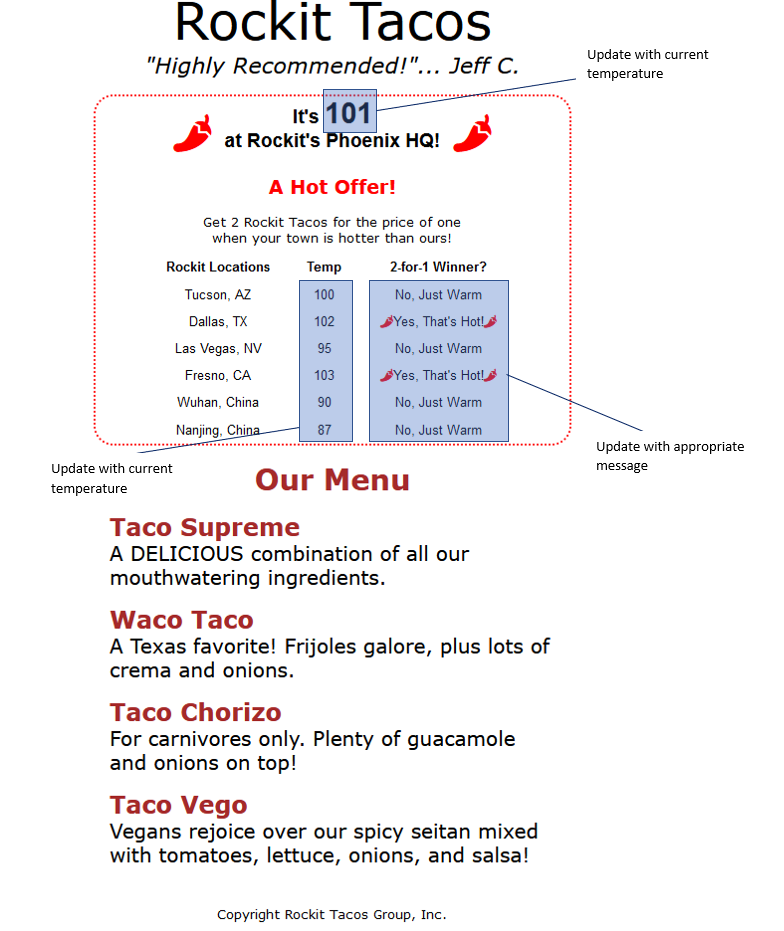 Rockit Tacos
"Highly Recommended!"... Jeff C.
Update with current
temperature
It's 101
at Rockit's Phoenix HQ!
A Hot Offer!
Get 2 Rockit Tacos for the price of one
when your town is hotter than ours!
Rockit Locations Temp 2-for-1 Winner?
Tucson, AZ 100 No, Just Warm
Dallas, TX 102 Yes, That's Hot!
Las Vegas, NV 95 No, Just Warm
Fresno, CA 103 Yes, That's Hot!
Wuhan, China 90 No, Just Warm
Nanjing, China 87 No, Just Warm
Update with appropriate
message
Update with current
temperature
Our Menu
Taco Supreme
A DELICIOUS combination of all our
mouthwatering ingredients.
Waco Taco
A Texas favorite! Frijoles galore, plus lots of
crema and onions.
Taco Chorizo
For carnivores only. Plenty of guacamole
and onions on top!
Taco Vego
Vegans rejoice over our spicy seitan mixed
with tomatoes, lettuce, onions, and salsa!
Copyright Rockit Tacos Group, Inc.